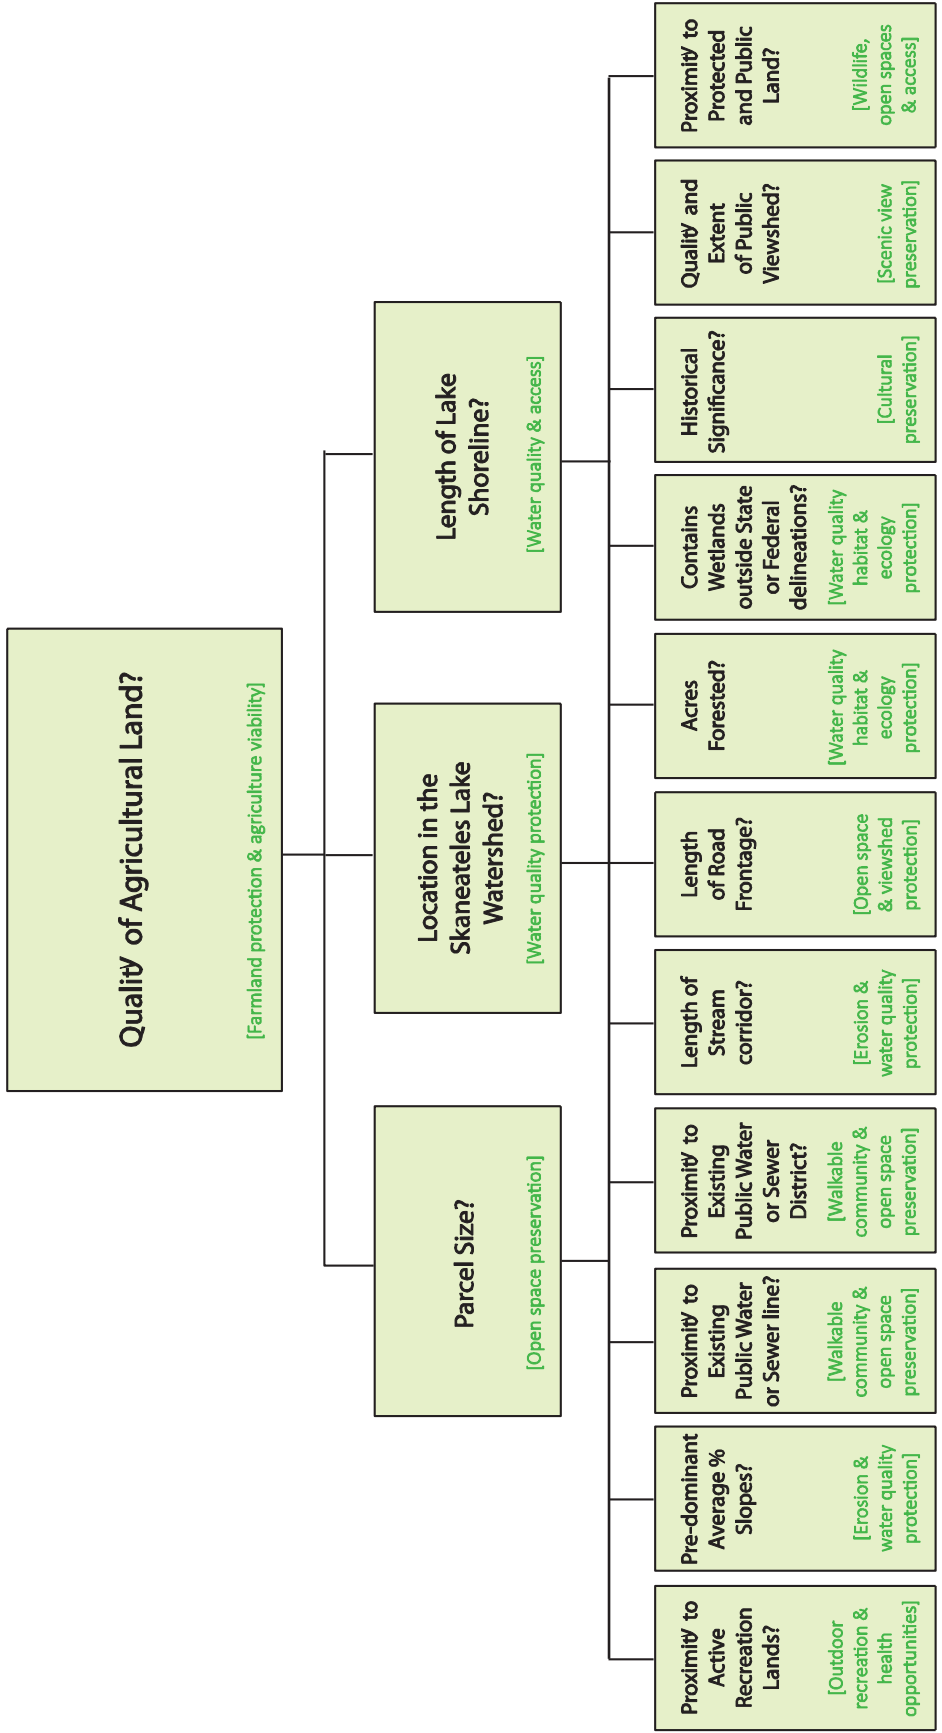 Quality of Agricultural Land?
[Farmland protection & agriculture viability]
Parcel Size?
[Open space preservation]
Location in the
Skaneateles Lake
Watershed?
[Water quality protection]
Length of Lake
Shoreline?
[Water quality & access]
Proximity to
Active
Recreation
Lands?
[Outdoor
recreation &
health
opportunities]
Pre-dominant
Average %
Slopes?
[Erosion &
water quality
protection]
Proximity to
Existing
Public Water
or Sewer line?
[Walkable
community &
open space
preservation]
Proximity to
Existing
Public Water
or Sewer
District?
[Walkable
community &
open space
preservation]
Length of
Stream
corridor?
[Erosion &
water quality
protection]
Length
of Road
Frontage?
[Open space
& viewshed
protection]
Acres
Forested?
[Water quality
habitat &
ecology
protection]
Contains
Wetlands
outside State
or Federal
delineations?
[Water quality
habitat &
ecology
protection]
Historical
Significance?
[Cultural
preservation]
Quality and
Extent
of Public
Viewshed?
[Scenic view
preservation]
Proximity to
Protected
and Public
Land?
[Wildlife,
open spaces
& access]